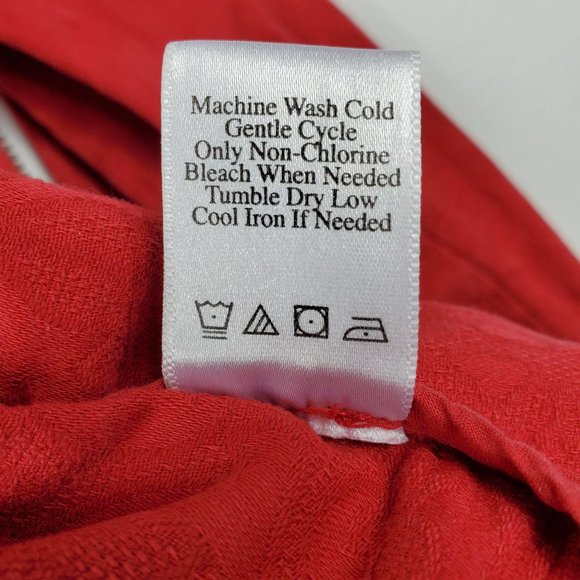 Machine Wash Cold
Gentle Cycle
Only Non-Chlorine
Bleach When Needed
Tumble Dry Low
Cool Iron If Needed